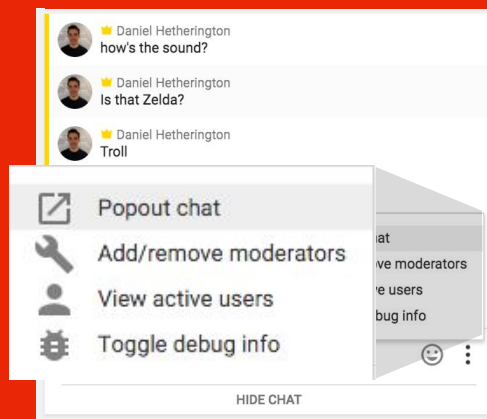 Daniel Hetherington
how's the sound?
Daniel Hetherington
Is that Zelda?
Daniel Hetherington
Troll
Popout chat
Add/remove moderators
View active users
Toggle debug info
hat
ve moderators
e users
bug info
HIDE CHAT